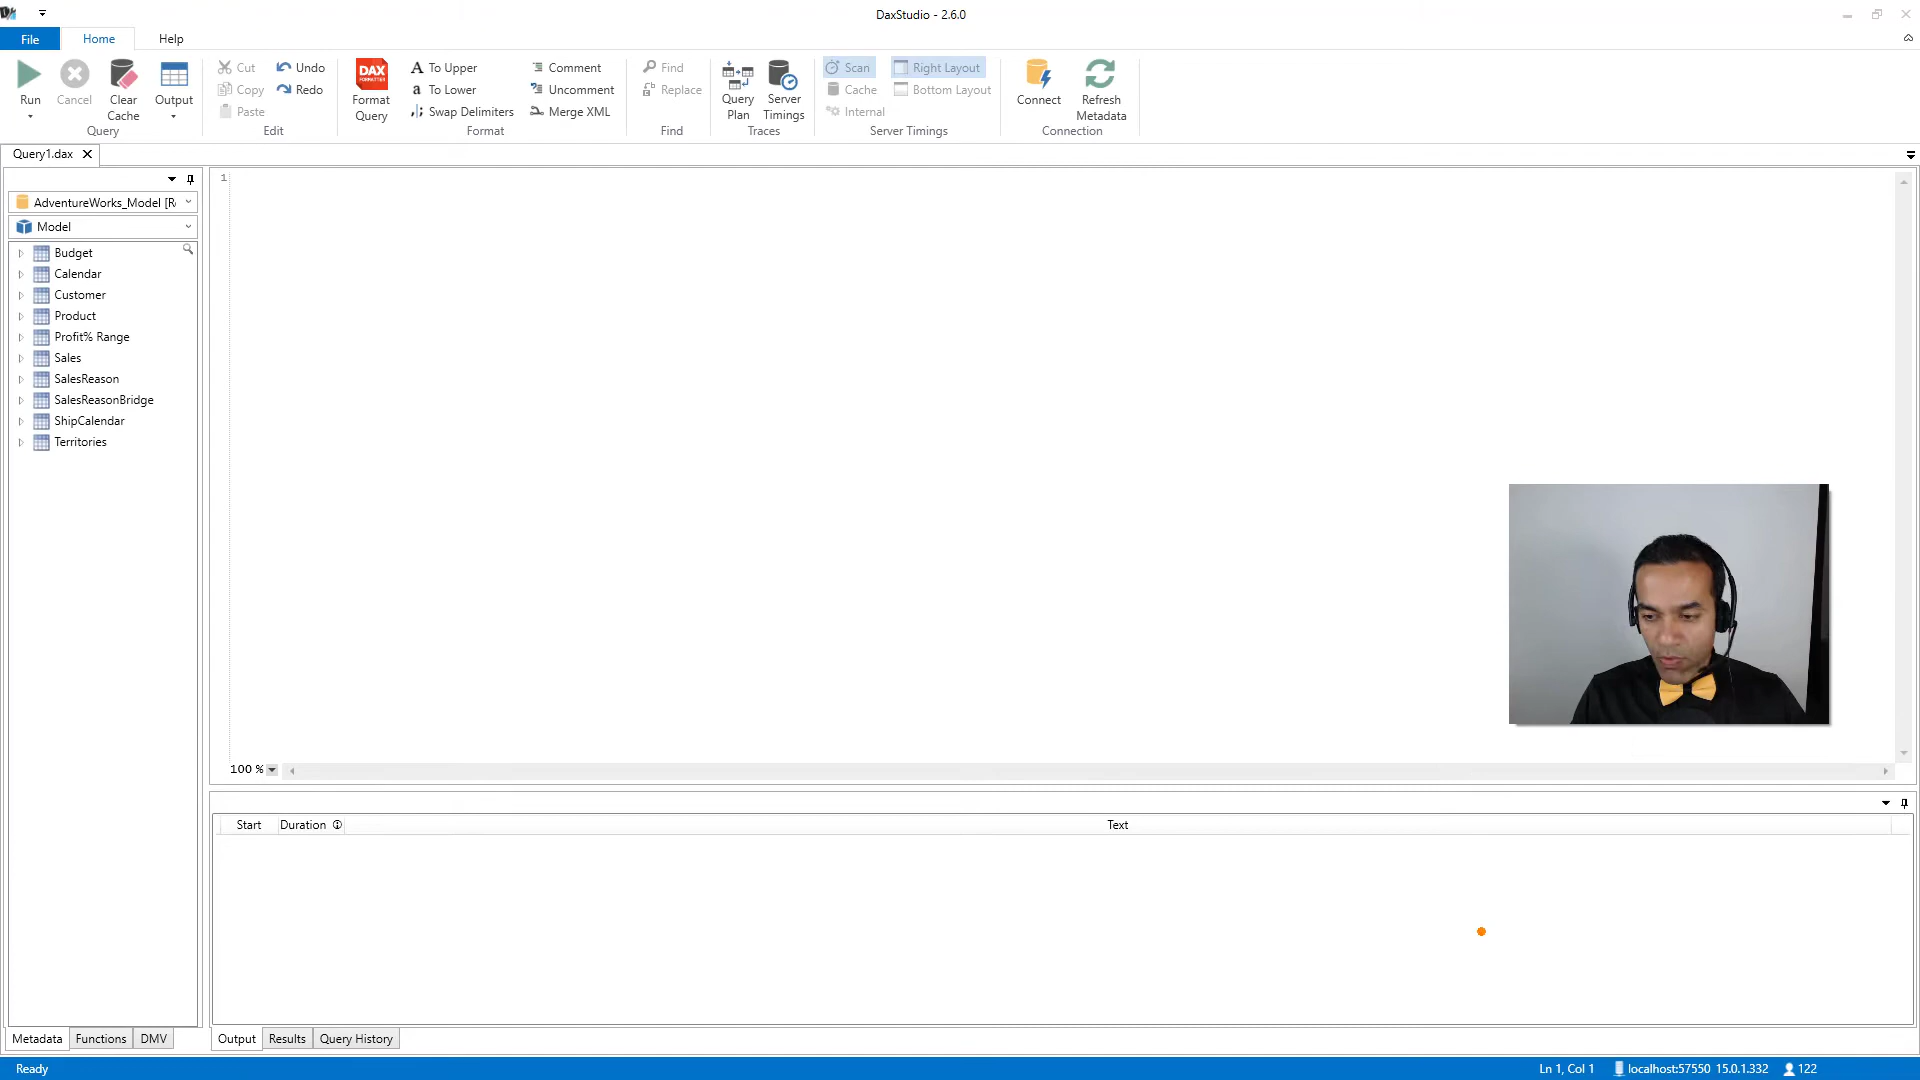 DaxStudio - 2.6.0
File
Home
Help
Run
Cancel
Clear
Cache
Output
Query
Cut
Copy
Paste
Undo
Redo
Edit
DAX
FORMATTER
Format
Query
To Upper
To Lower
Swap Delimiters
Comment
Uncomment
Merge XML
Format
Find
Replace
Find
Query
Plan
Server
Timings
Traces
Scan
Cache
Internal
Right Layout
Bottom Layout
Server Timings
Connect
Refresh
Metadata
Connection
Query1.dax
AdventureWorks_Model [Re
Model
Budget
Calendar
Customer
Product
Profit% Range
Sales
SalesReason
SalesReasonBridge
ShipCalendar
Territories
1
100 %
Start
Duration
Text
Metadata
Functions
DMV
Output
Results
Query History
Ready
Ln 1, Col 1
localhost:57550
15.0.1.332
122